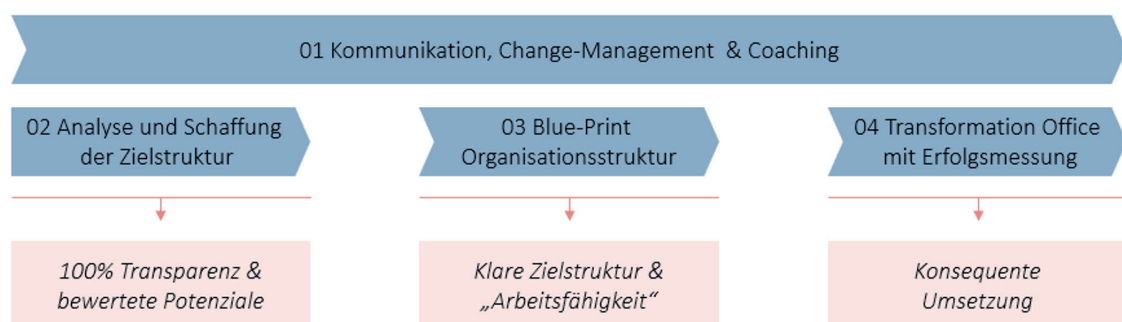 01 Kommunikation, Change-Management & Coaching
02 Analyse und Schaffung
der Zielstruktur
03 Blue-Print
Organisationsstruktur
04 Transformation Office
mit Erfolgsmessung
100% Transparenz &
bewertete Potenziale
Klare Zielstruktur &
„Arbeitsfähigkeit“
Konsequente
Umsetzung